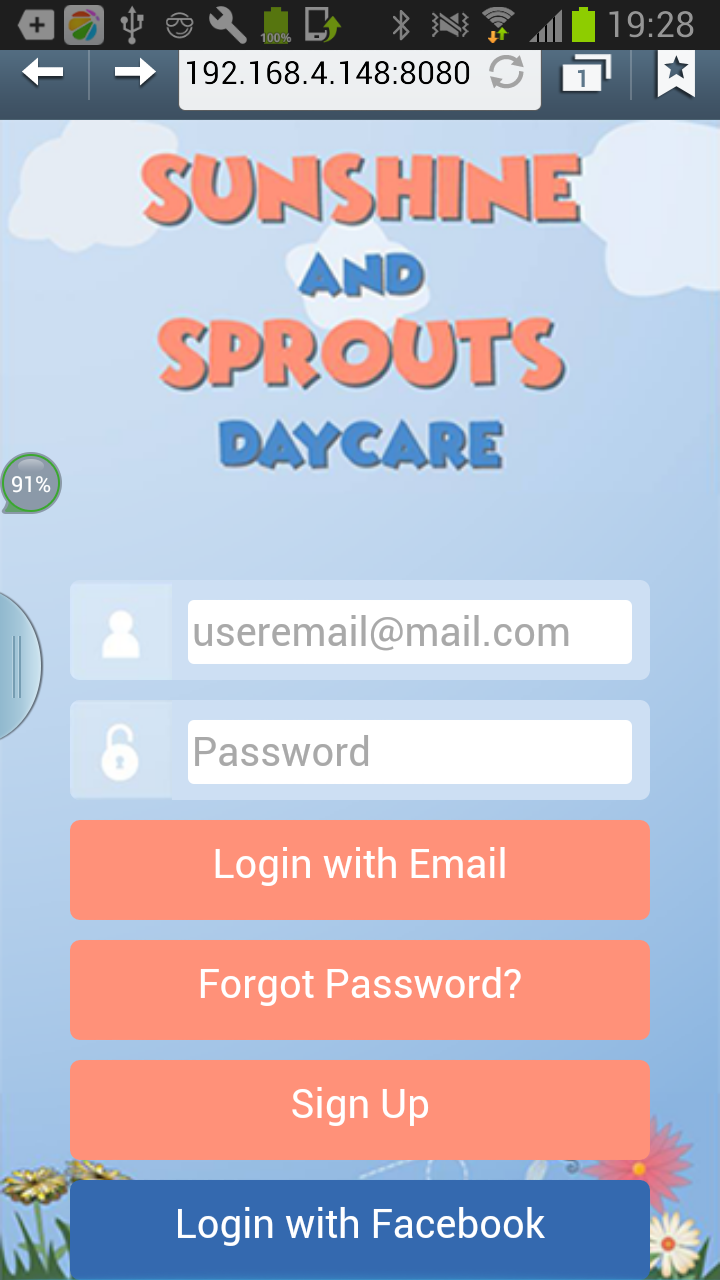 100%
19:28
192.168.4.148:8080
1
SUNSHINE
AND
SPROUTS
DAYCARE
91%
useremail@mail.com
Password
Login with Email
Forgot Password?
Sign Up
Login with Facebook